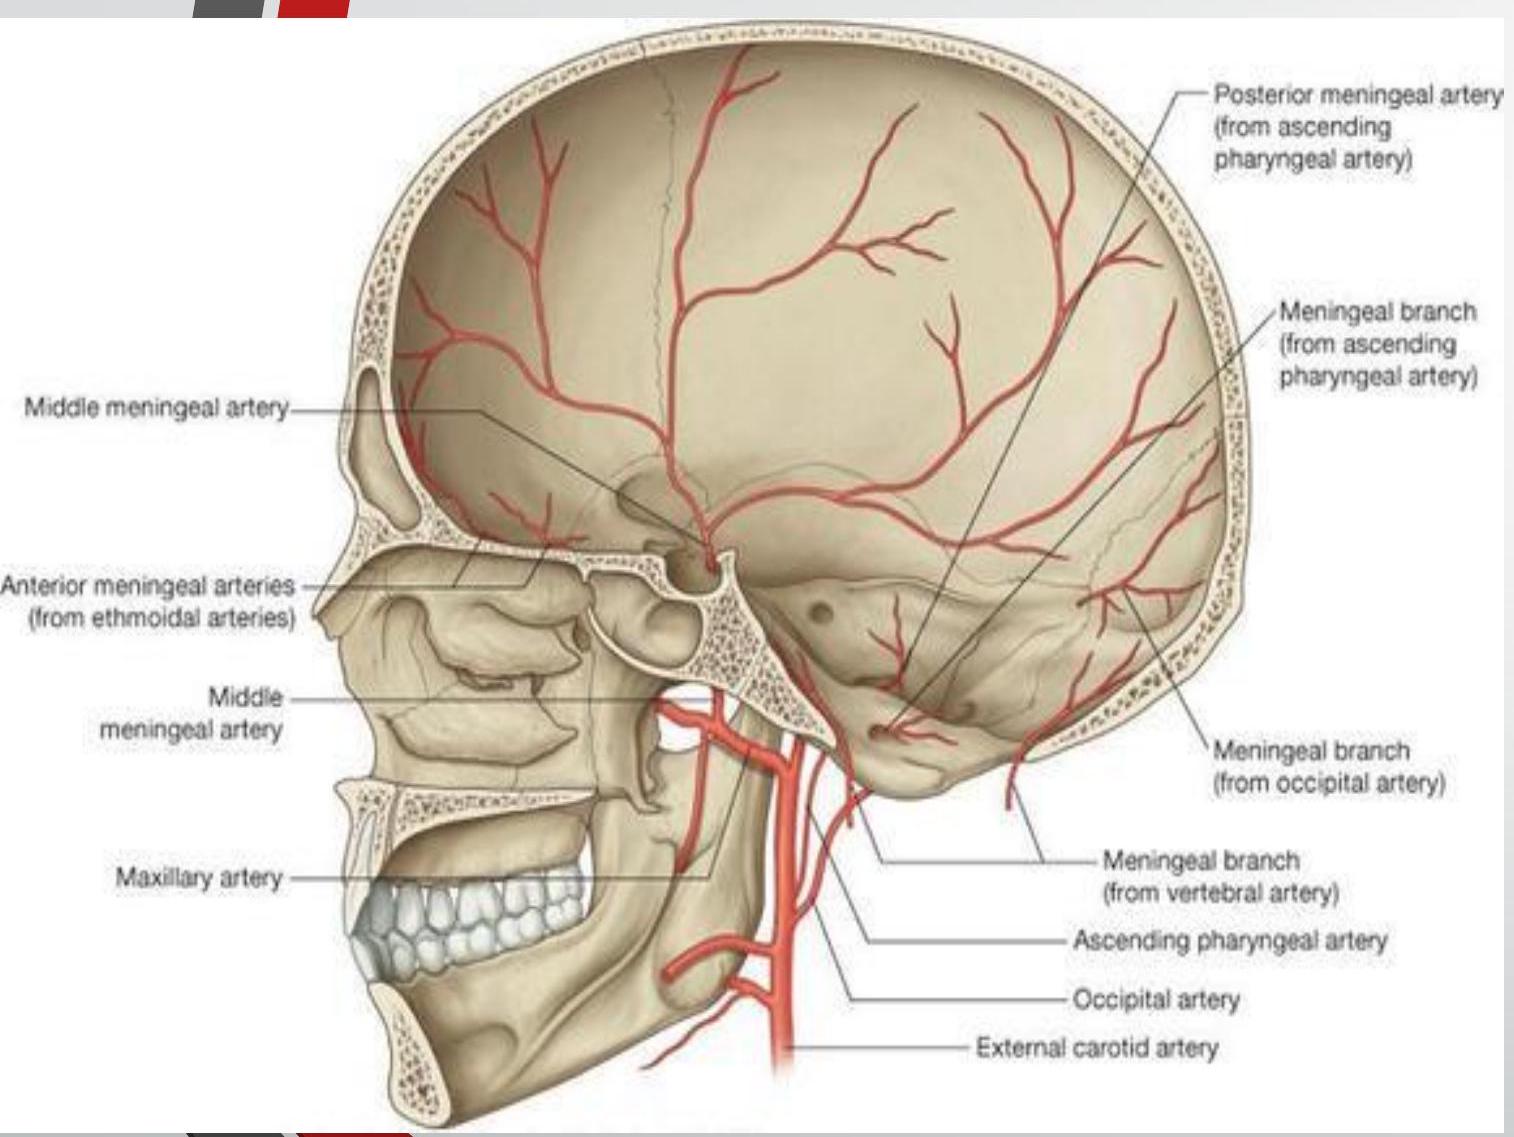 Posterior meningeal artery
(from ascending
pharyngeal artery)
Meningeal branch
(from ascending
pharyngeal artery)
Middle meningeal artery
Anterior meningeal arteries
(from ethmoidal arteries)
Middle
meningeal artery
Meningeal branch
(from occipital artery)
Maxillary artery
Meningeal branch
(from vertebral artery)
Ascending pharyngeal artery
Occipital artery
External carotid artery